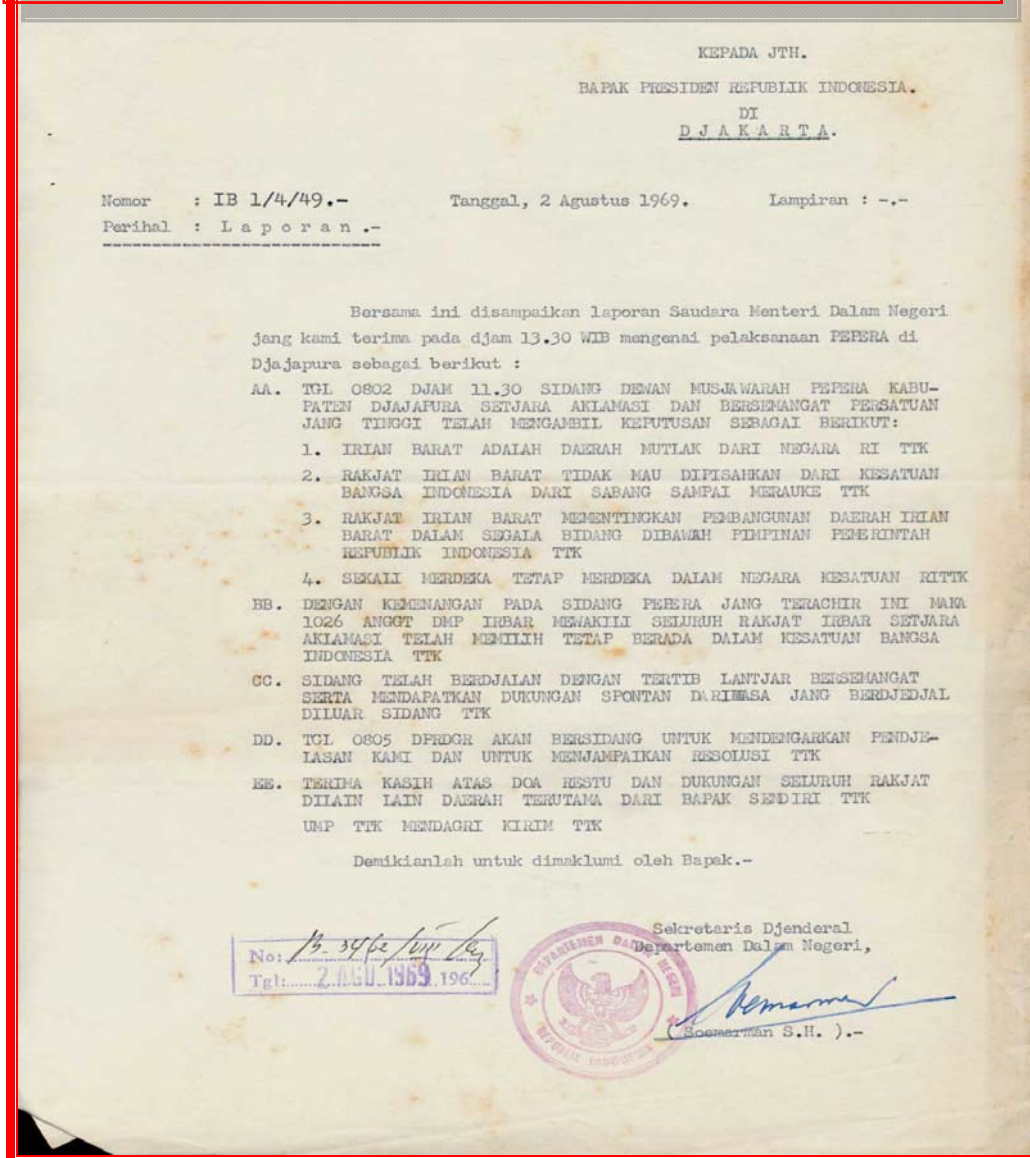 KEPADA JTH.
BAPAK PRESIDEN REPUBLIK INDONESIA.
DI
D J A K A R T A.
Nomor : IB 1/4/49.- Tanggal, 2 Agustus 1969. Lampiran : -.-
Perihal : L a p o r a n .-
Bersama ini disampaikan laporan Saudara Menteri Dalam Negeri
jang kami terima pada djam 13.30 WIB mengenai pelaksanaan PEPERA di
Djajapura sebagai berikut :
AA. TGL 0802 DJAM 11.30 SIDANG DEWAN MUSJAWARAH PEPERA KABU-
PATEN DJAJAPURA SETJARA AKLAMASI DAN BERSEMANGAT PERSATUAN
JANG TINGGI TELAH MENGAMBIL KEPUTUSAN SEBAGAI BERIKUT:
1. IRIAN BARAT ADALAH DAERAH MUTLAK DARI NEGARA RI TTK
2. RAKJAT IRIAN BARAT TIDAK MAU DIPISAHKAN DARI KESATUAN
BANGSA INDONESIA DARI SABANG SAMPAI MERAUKE TTK
3. RAKJAT IRIAN BARAT MEMENTINGKAN PEMBANGUNAN DAERAH IRIAN
BARAT DALAM SEGALA BIDANG DIBAWAH PIMPINAN PEMERINTAH
REPUBLIK INDONESIA TTK
4. SEKALI MERDEKA TETAP MERDEKA DALAM NEGARA KESATUAN RITTK
BB. DENGAN KEMENANGAN PADA SIDANG PEPERA JANG TERACHIR INI MAKA
1026 ANGGT DMP IRBAR MEWAKILI SELURUH RAKJAT IRBAR SETJARA
AKLAMASI TELAH MEMILIH TETAP BERADA DALAM KESATUAN BANGSA
INDONESIA TTK
CC. SIDANG TELAH BERDJALAN DENGAN TERTIB LANTJAR BERSEMANGAT
SERTA MENDAPATKAN DUKUNGAN SPONTAN DARIMASA JANG BERDJEDJAL
DILUAR SIDANG TTK
DD. TGL 0805 DPRDGR AKAN BERSIDANG UNTUK MENDENGARKAN PENDJE-
LASAN KAMI DAN UNTUK MENJAMPAIKAN RESOLUSI TTK
EE. TERIMA KASIH ATAS DOA RESTU DAN DUKUNGAN SELURUH RAKJAT
DILAIN LAIN DAERAH TERUTAMA DARI BAPAK SENDIRI TTK
UMP TTK MENDAGRI KIRIM TTK
Demikianlah untuk dimaklumi oleh Bapak.-
Sekretaris Djenderal
Departemen Dalam Negeri,
No:
Tgl: 2 AGU 1969 196
DEPARTEMEN DALAM NEGERI
REPUBLIK INDONESIA
( Soemarman S.H. ).-